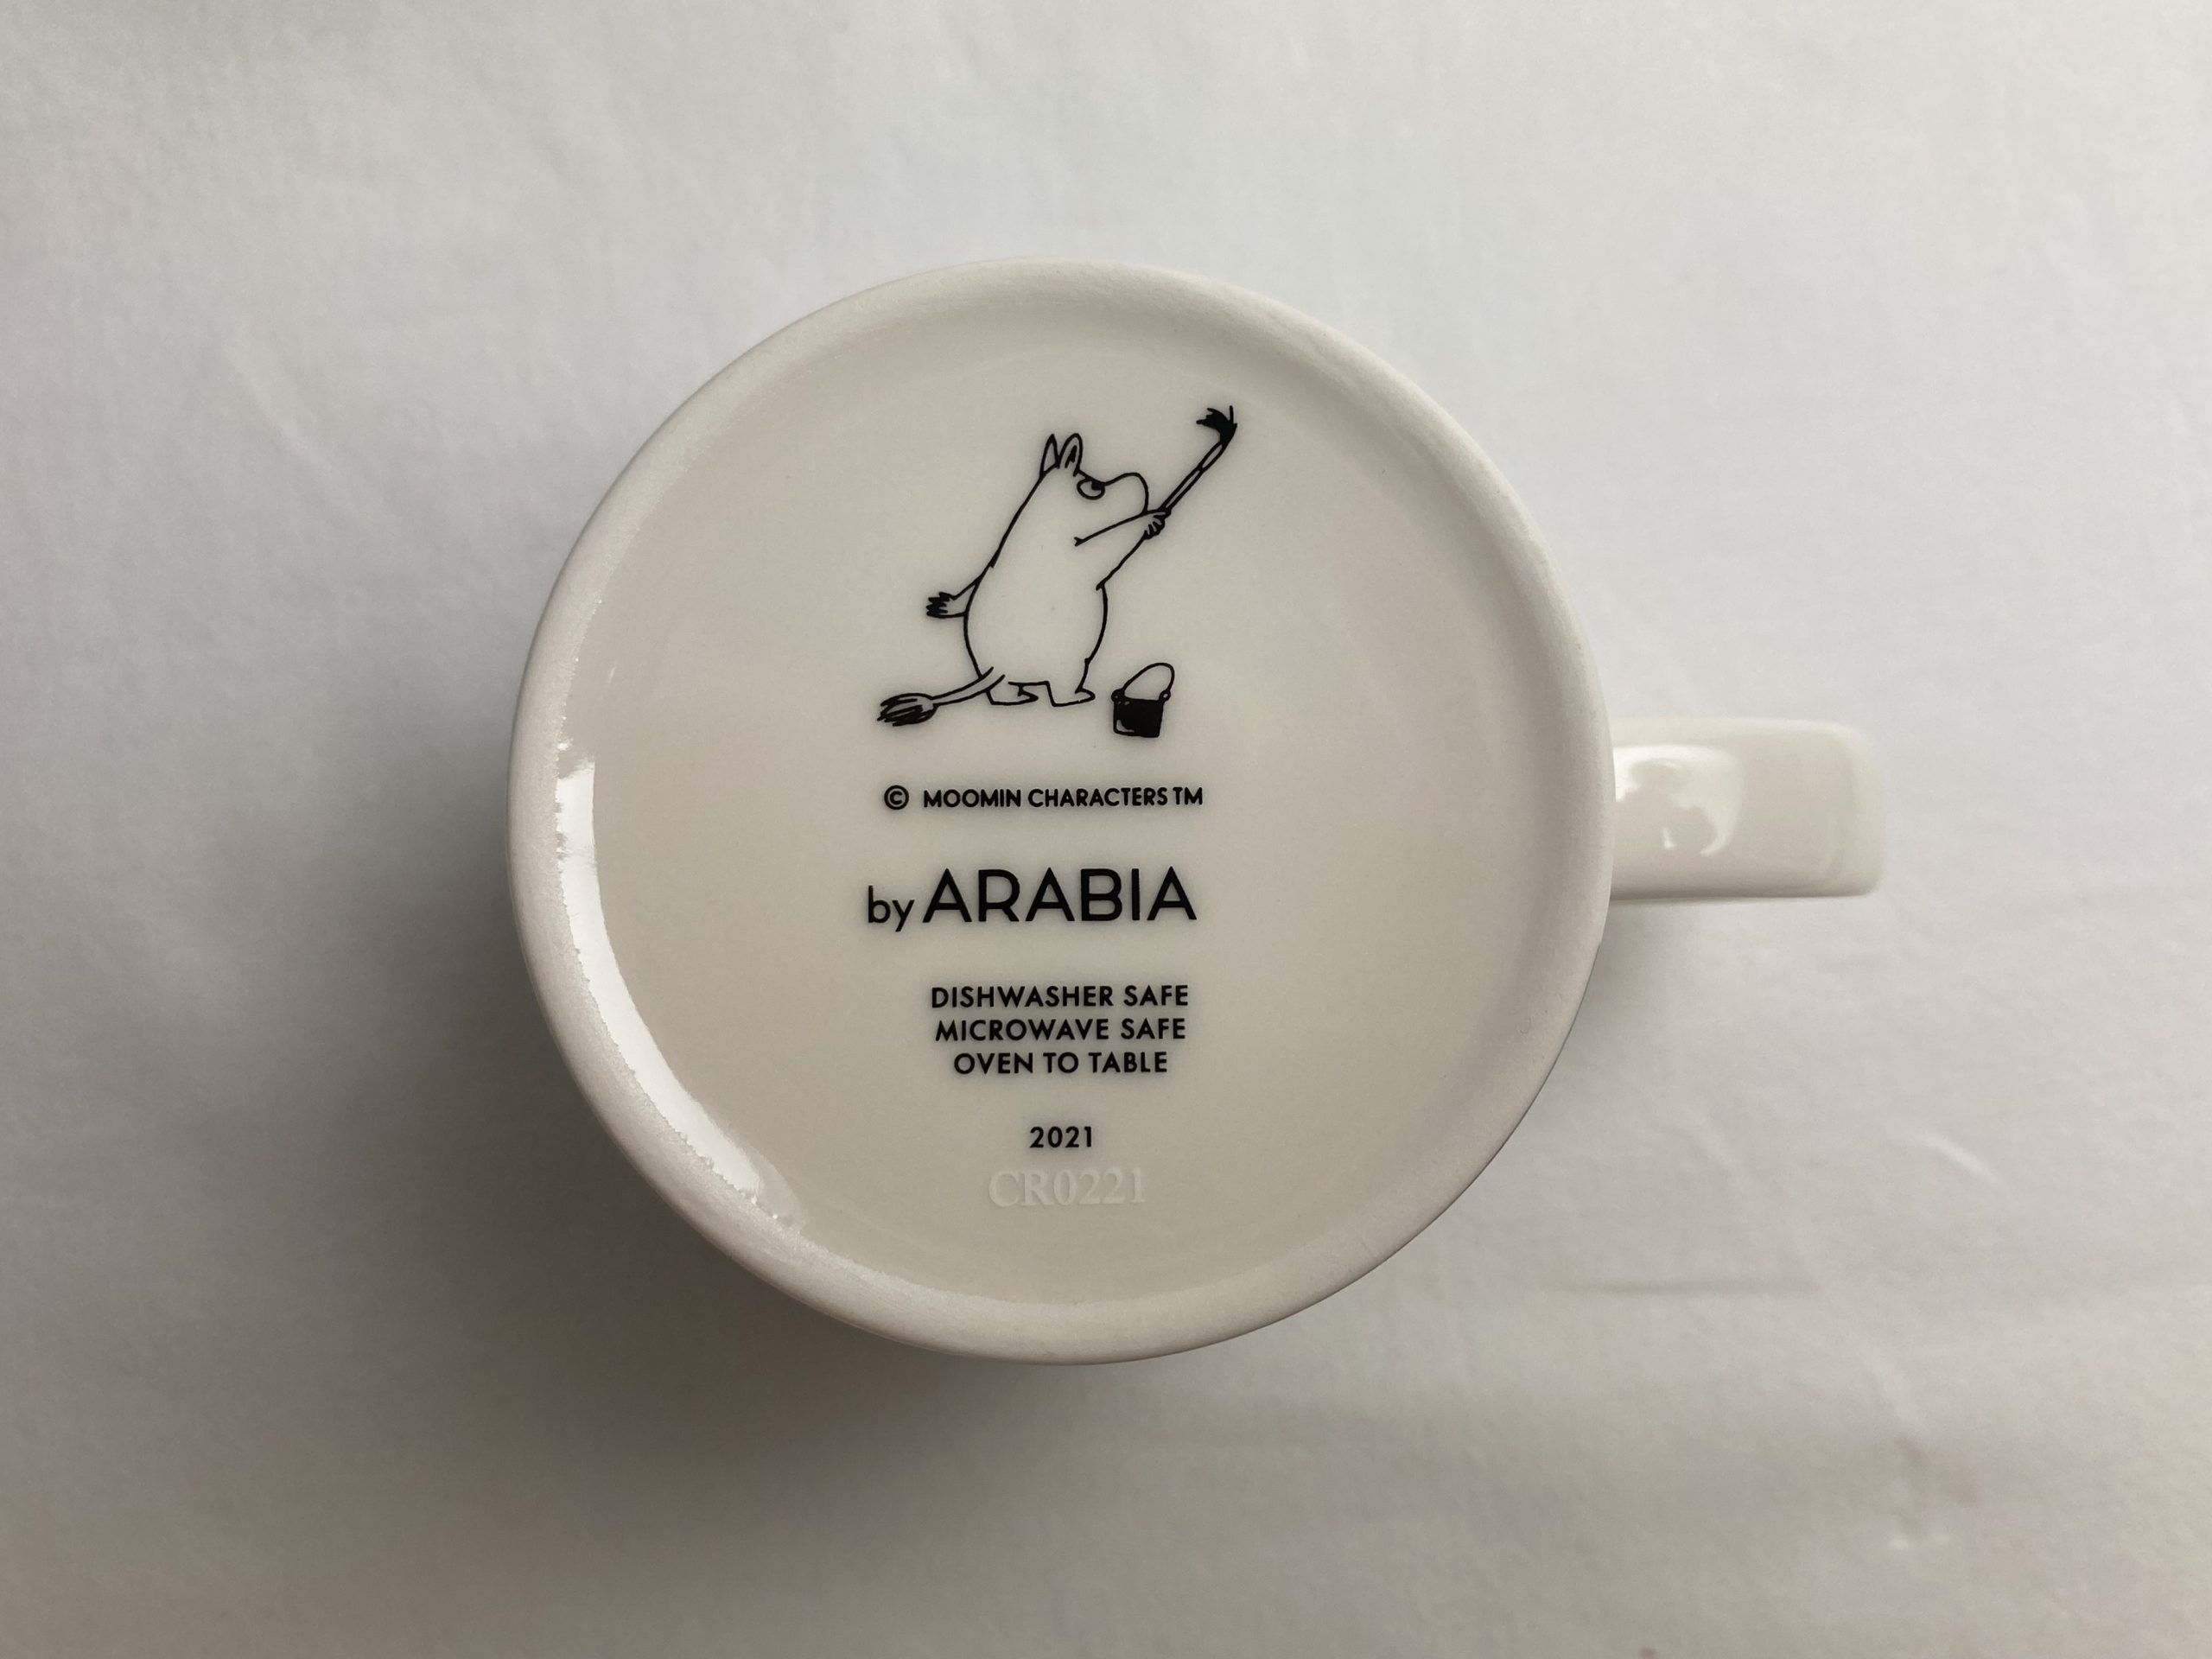 © MOOMIN CHARACTERS TM
by ARABIA
DISHWASHER SAFE
MICROWAVE SAFE
OVEN TO TABLE
2021
CR0221